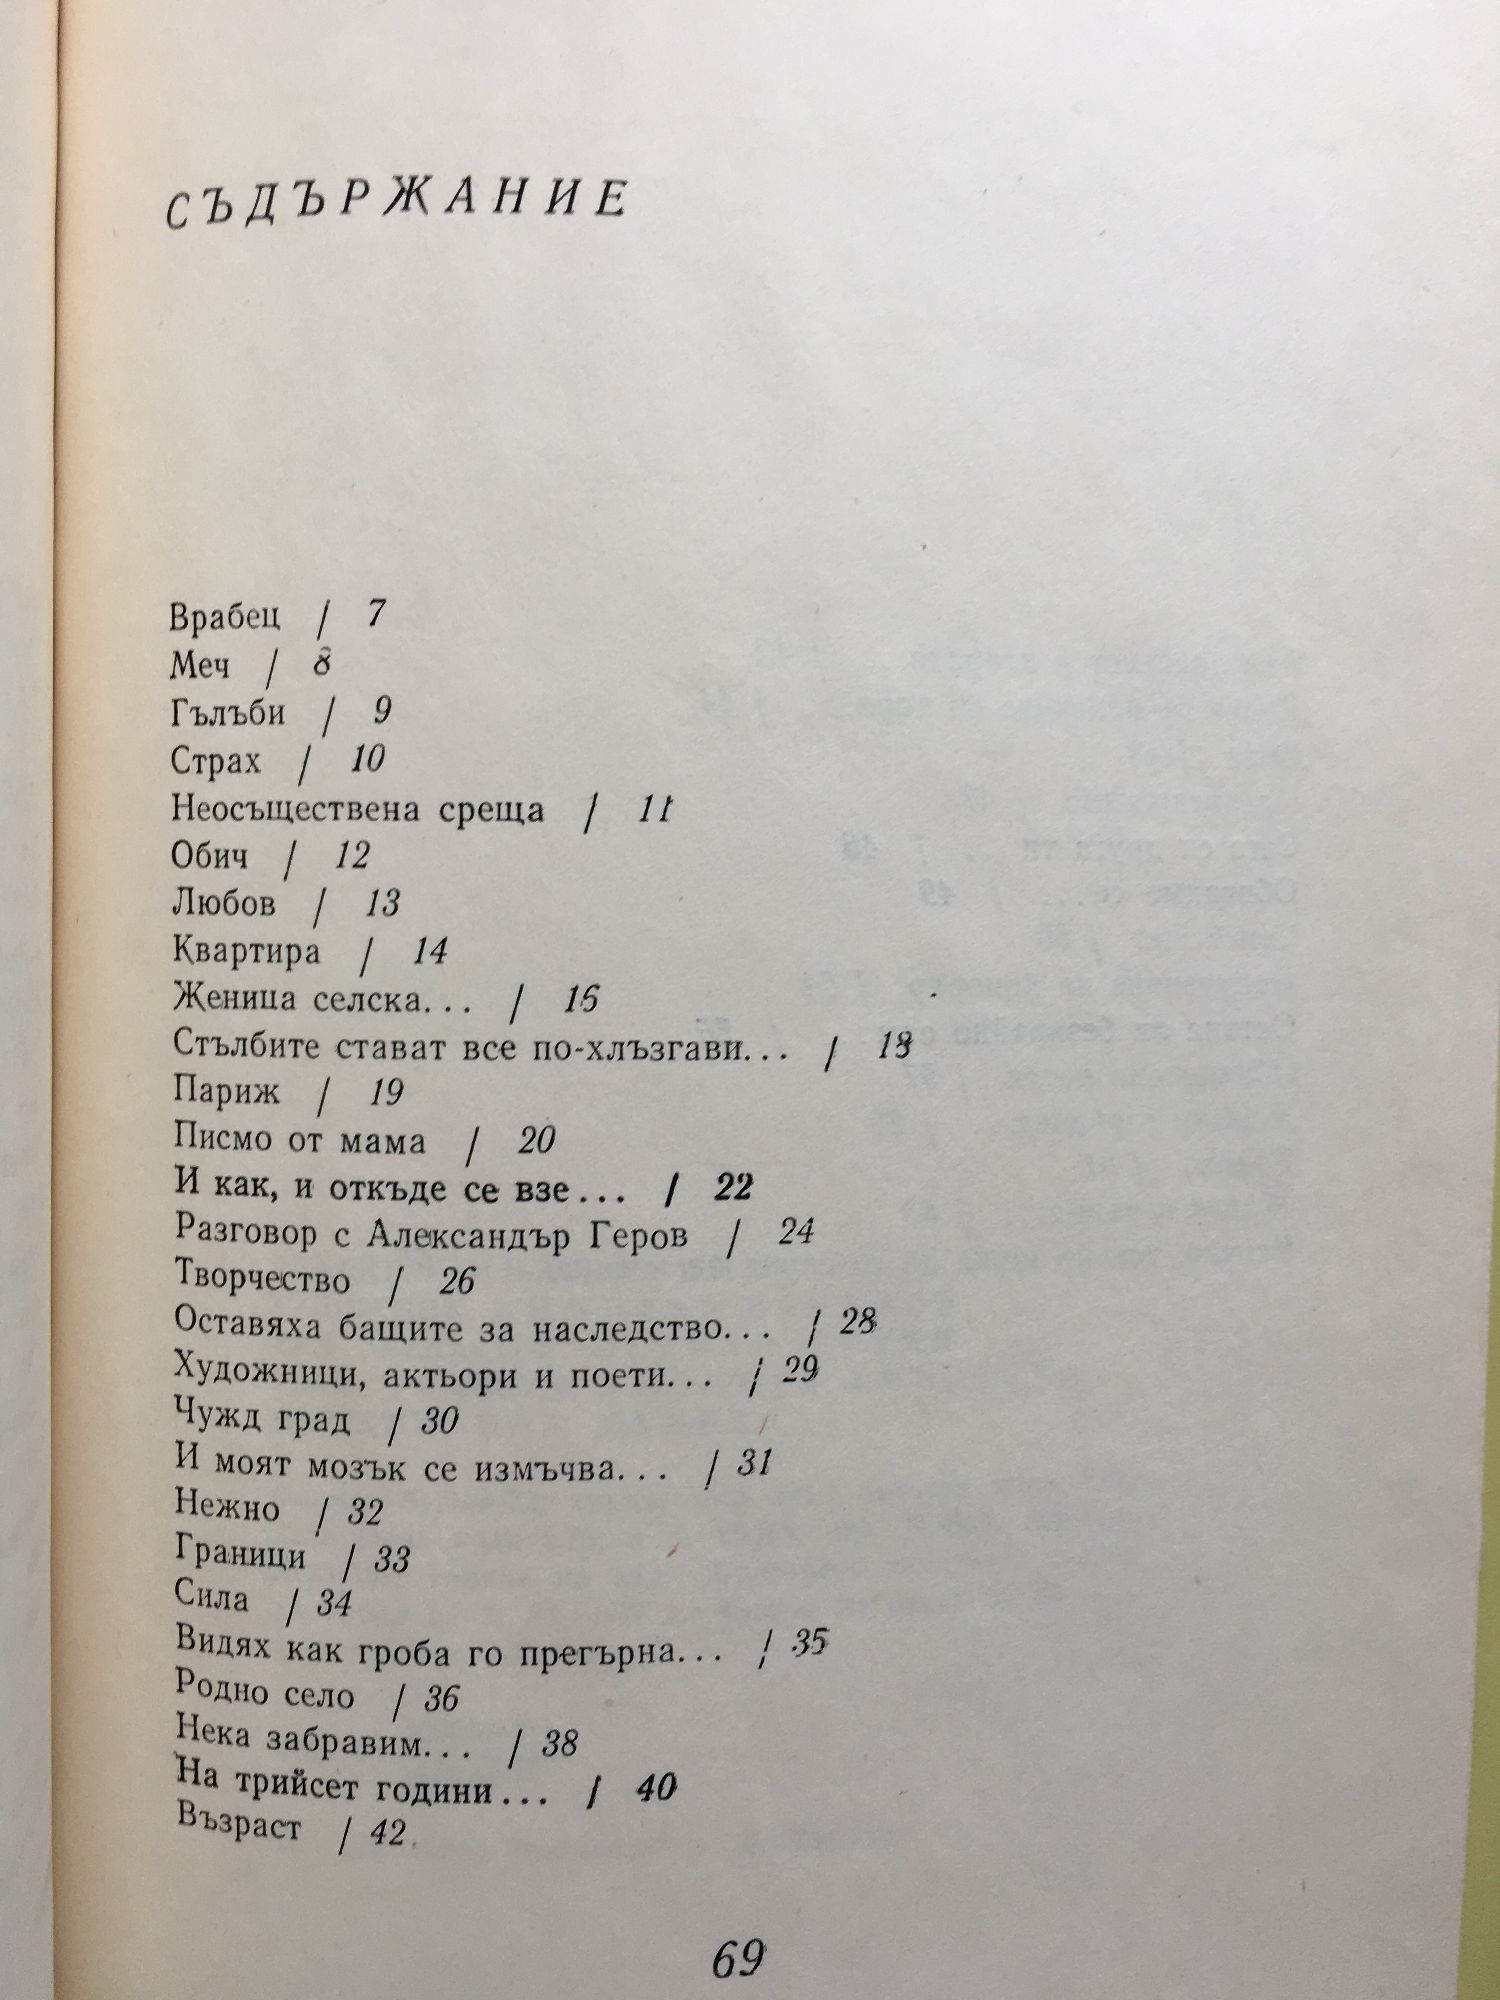 СЪДЪРЖАНИЕ
Врабец / 7
Меч / 8
Гълъби / 9
Страх / 10
Неосъществена среща / 11
Обич / 12
Любов / 13
Квартира / 14
Женица селска... / 16
Стълбите стават все по-хлъзгави... / 18
Париж / 19
Писмо от мама / 20
И как, и откъде се взе... / 22
Разговор с Александър Геров / 24
Творчество / 26
Оставяха бащите за наследство... / 28
Художници, актьори и поети... / 29
Чужд град / 30
И моят мозък се измъчва... / 31
Нежно / 32
Граници / 33
Сила / 34
Видях как гроба го прегърна... / 35
Родно село / 36
Нека забравим... / 38
На трийсет години... / 40
Възраст / 42
69